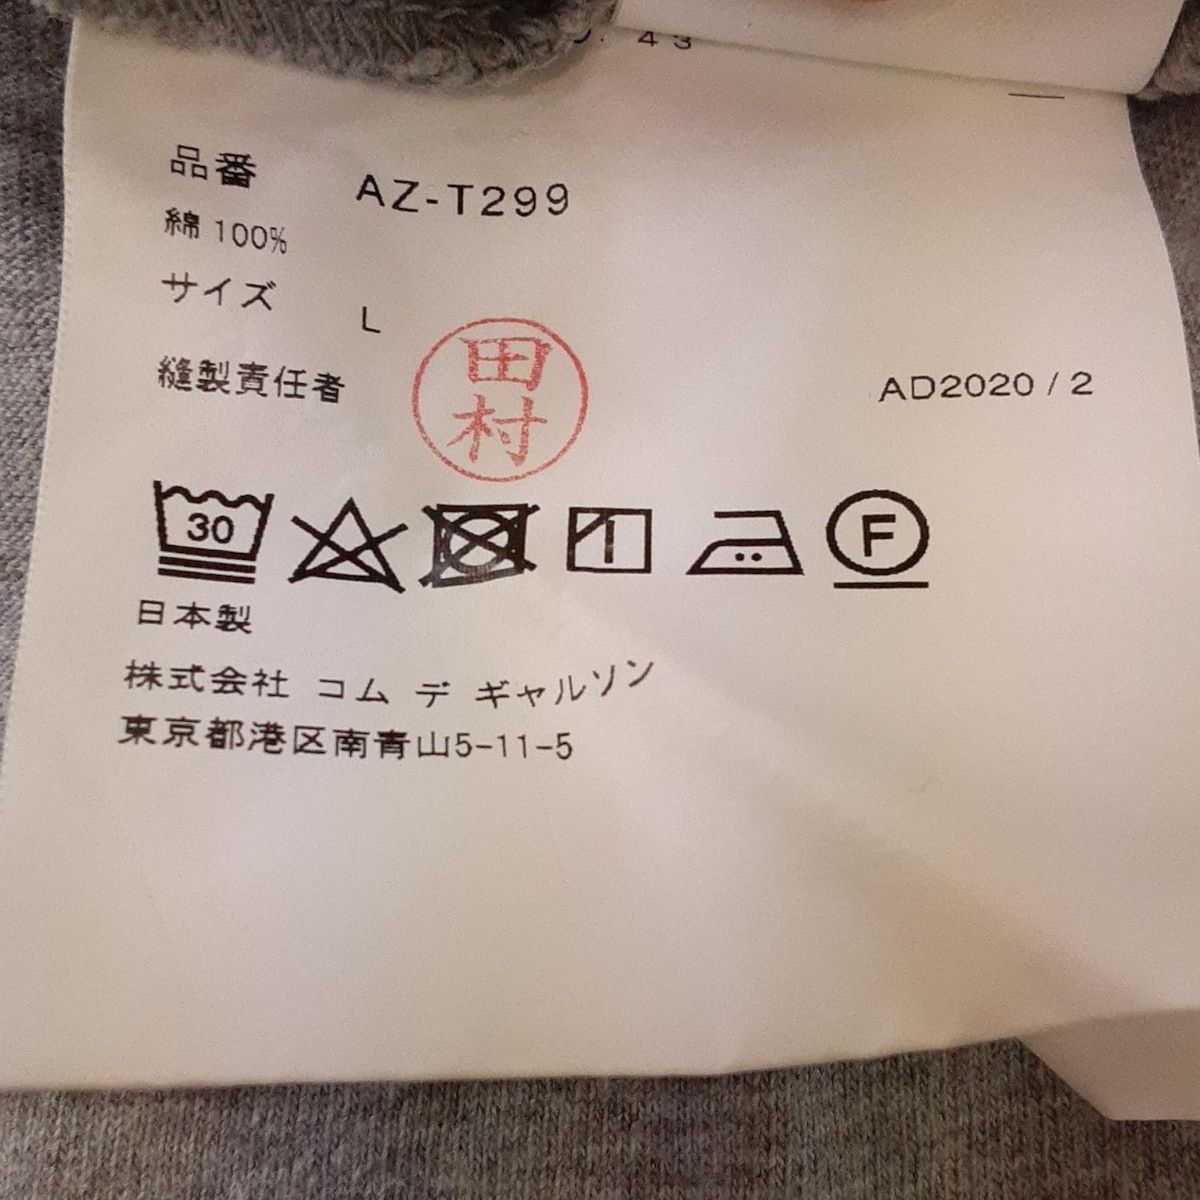 43
品番 AZ-T299
綿 100%
サイズ L
縫製責任者 田村 AD2020 / 2
30 F
日本製
株式会社 コム デ ギャルソン
東京都港区南青山5-11-5